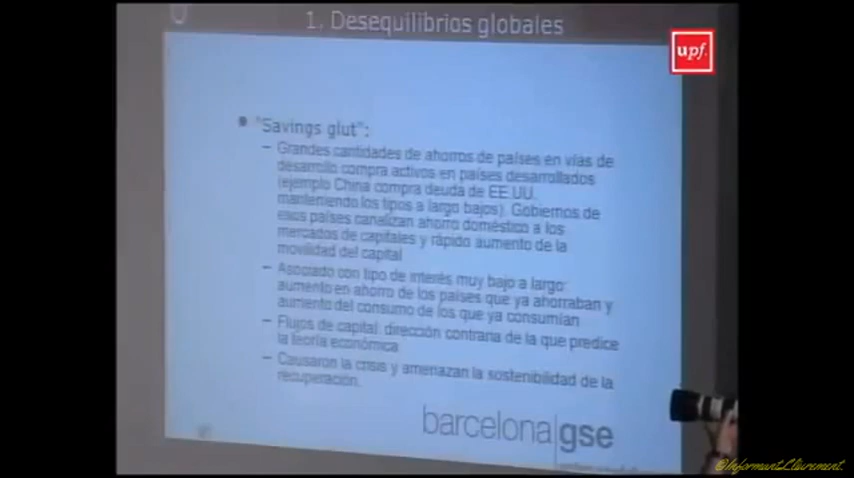 1. Desequilibrios globales
upf.
"Savings glut":
– Grandes cantidades de ahorros de países en vías de
desarrollo compra activos en países desarrollados
(ejemplo China compra deuda de EE.UU.
manteniendo los tipos a largo bajos). Gobiernos de
esos países canalizan ahorro doméstico a los
mercados de capitales y rápido aumento de la
movilidad del capital
– Asociado con tipo de interés muy bajo a largo:
aumento en ahorro de los países que ya ahorraban y
aumento del consumo de los que ya consumían
– Flujos de capital: dirección contraria de la que predice
la teoría económica
– Causaron la crisis y amenazan la sostenibilidad de la
recuperación.
barcelona gse
@InformantLliurement